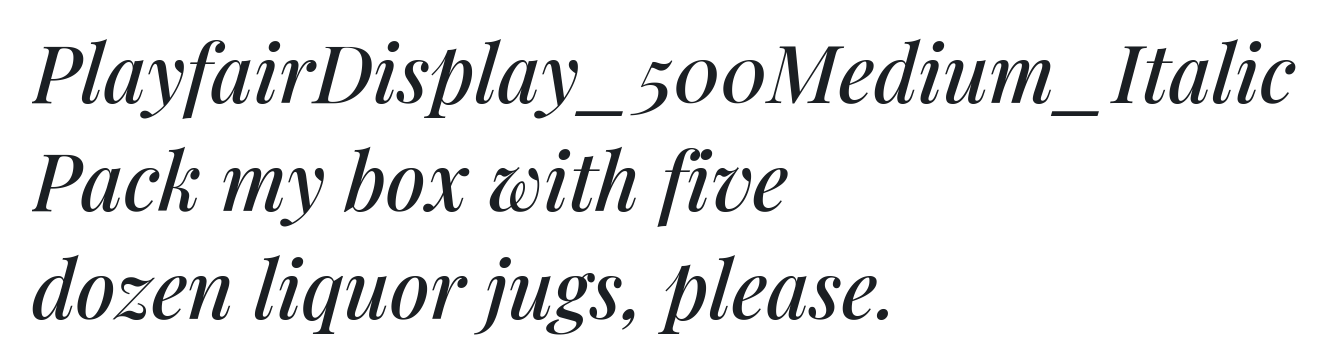 PlayfairDisplay_500Medium_Italic
Pack my box with five
dozen liquor jugs, please.